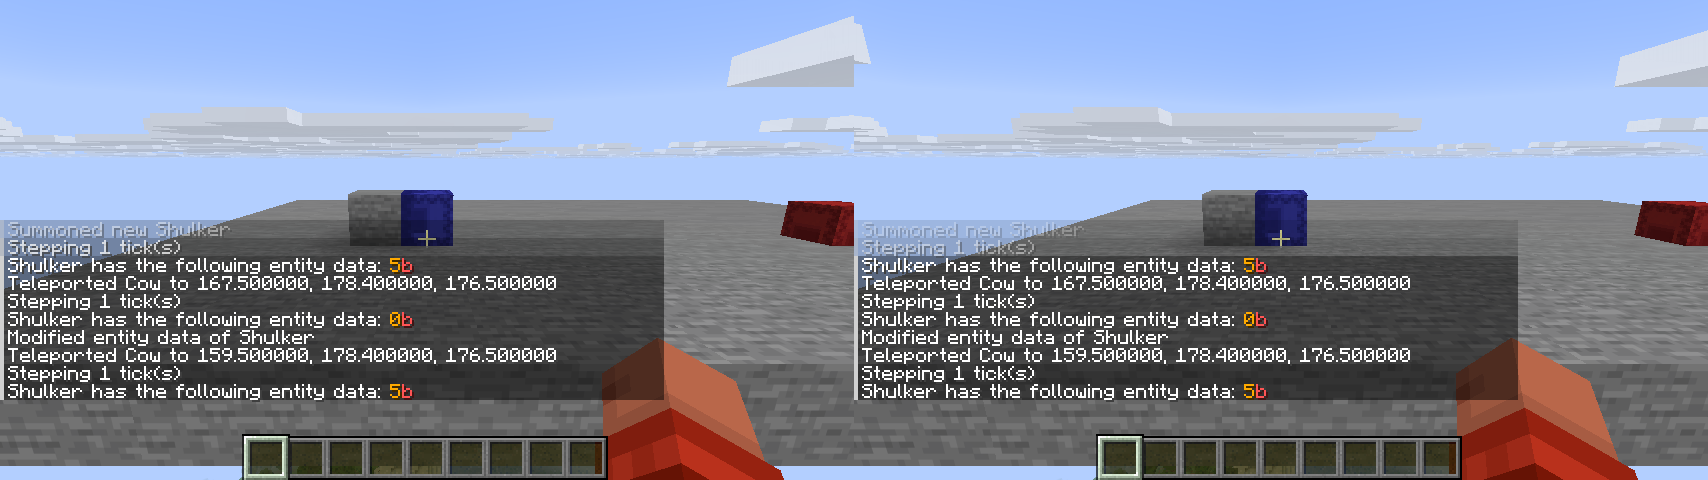 Summoned new Shulker
Stepping 1 tick(s)
Shulker has the following entity data: 5b
Teleported Cow to 167.500000, 178.400000, 176.500000
Stepping 1 tick(s)
Shulker has the following entity data: 0b
Modified entity data of Shulker
Teleported Cow to 159.500000, 178.400000, 176.500000
Stepping 1 tick(s)
Shulker has the following entity data: 5b
Summoned new Shulker
Stepping 1 tick(s)
Shulker has the following entity data: 5b
Teleported Cow to 167.500000, 178.400000, 176.500000
Stepping 1 tick(s)
Shulker has the following entity data: 0b
Modified entity data of Shulker
Teleported Cow to 159.500000, 178.400000, 176.500000
Stepping 1 tick(s)
Shulker has the following entity data: 5b